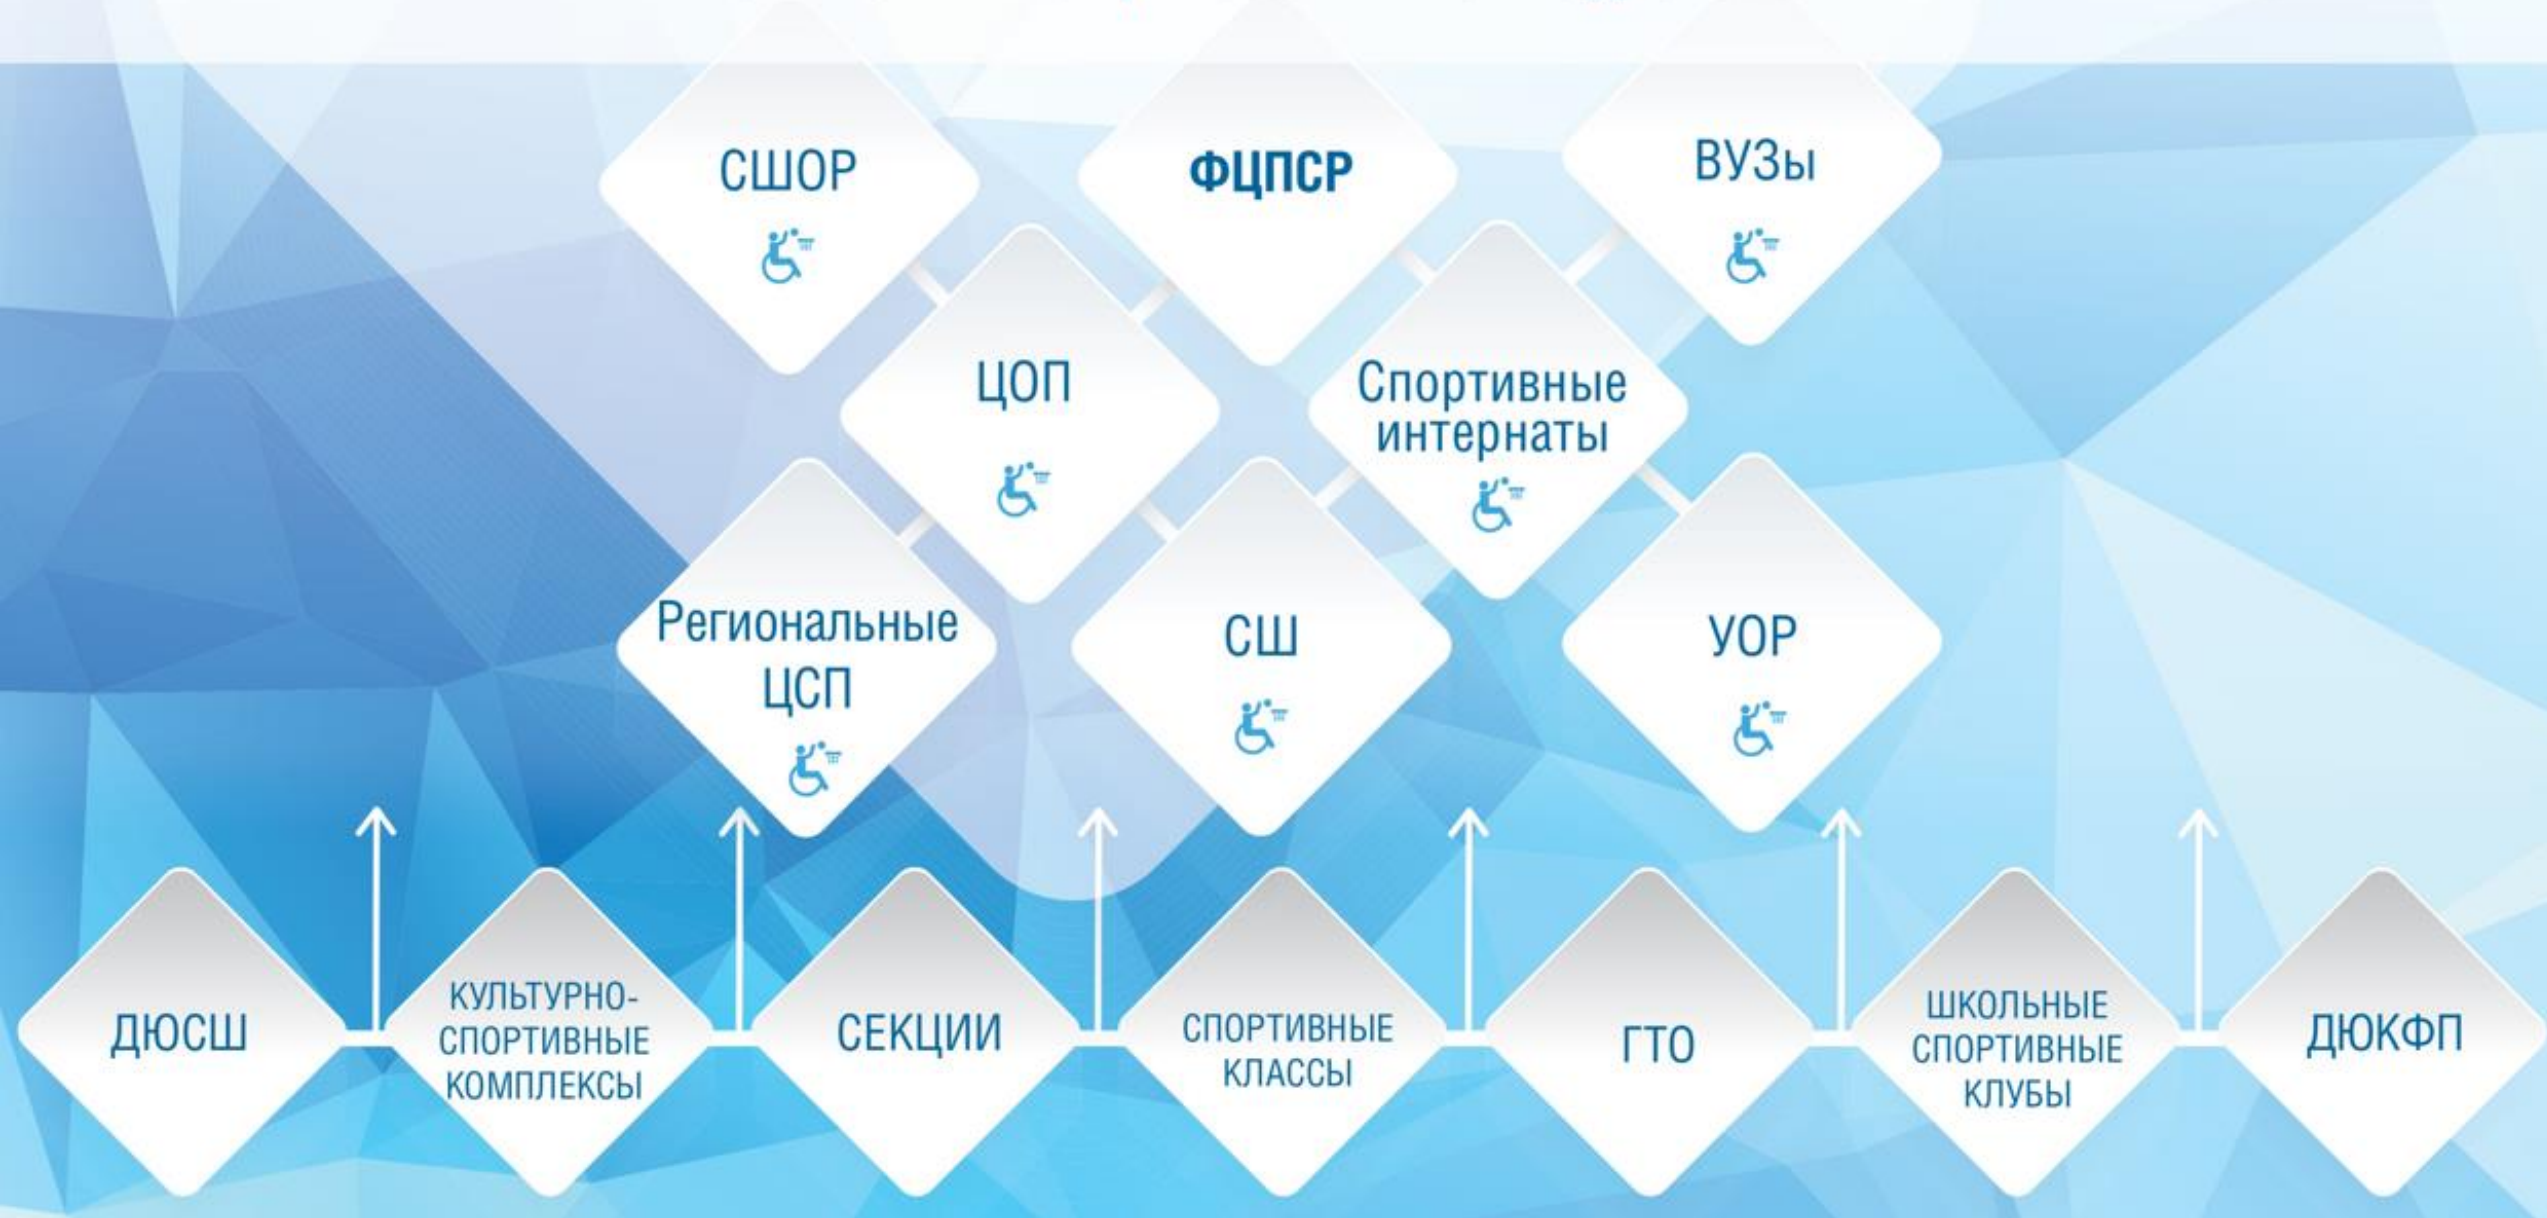 СШОР
ФЦПСР
ВУЗы
ЦОП
Спортивные
интернаты
Региональные
ЦСП
СШ
УОР
ДЮСШ
КУЛЬТУРНО-
СПОРТИВНЫЕ
КОМПЛЕКСЫ
СЕКЦИИ
СПОРТИВНЫЕ
КЛАССЫ
ГТО
ШКОЛЬНЫЕ
СПОРТИВНЫЕ
КЛУБЫ
ДЮКФП